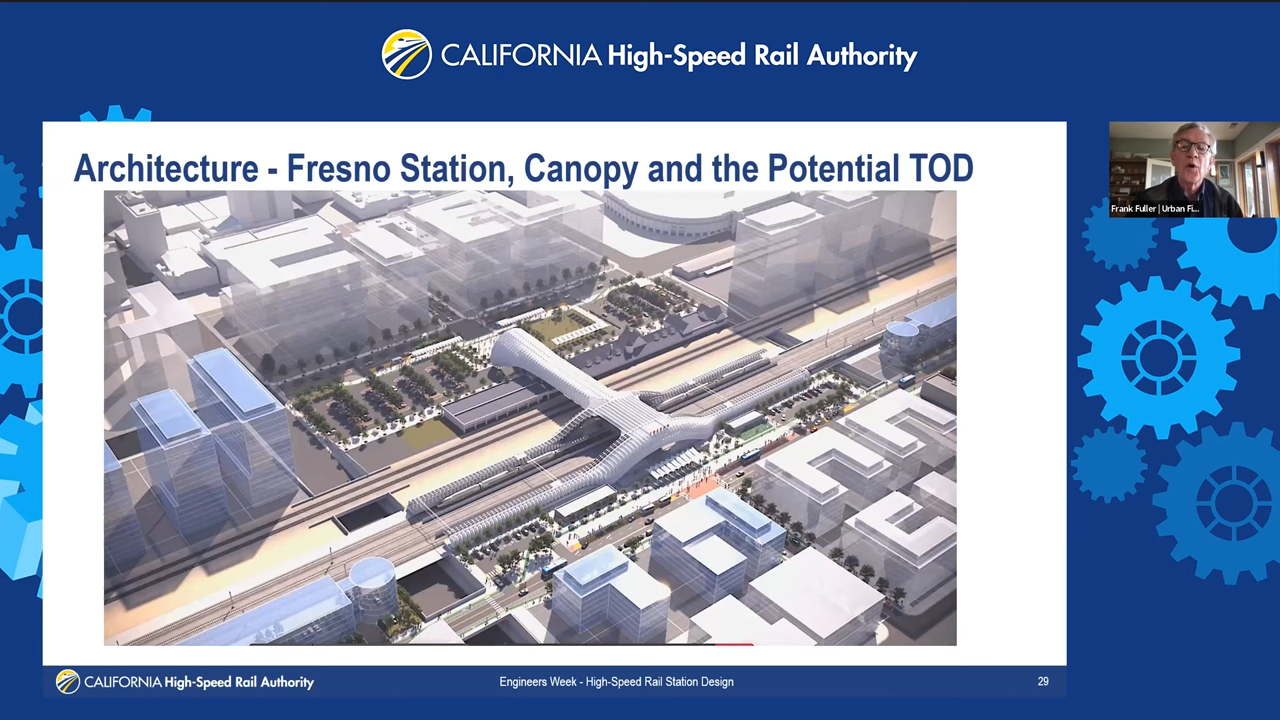 CALIFORNIA High-Speed Rail Authority
Architecture - Fresno Station, Canopy and the Potential TOD
Frank Fuller | Urban Fi...
CALIFORNIA High-Speed Rail Authority
Engineers Week - High-Speed Rail Station Design
29